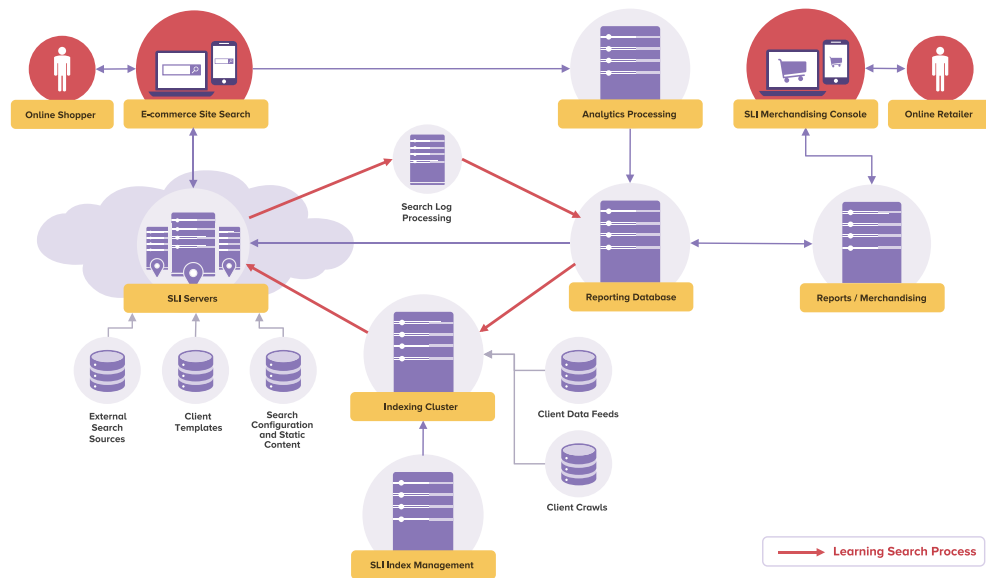 Online Shopper
E-commerce Site Search
Analytics Processing
SLI Merchandising Console
Online Retailer
Search Log
Processing
SLI Servers
Reporting Database
Reports / Merchandising
External
Search
Sources
Client
Templates
Search
Configuration
and Static
Content
Indexing Cluster
Client Data Feeds
Client Crawls
SLI Index Management
Learning Search Process